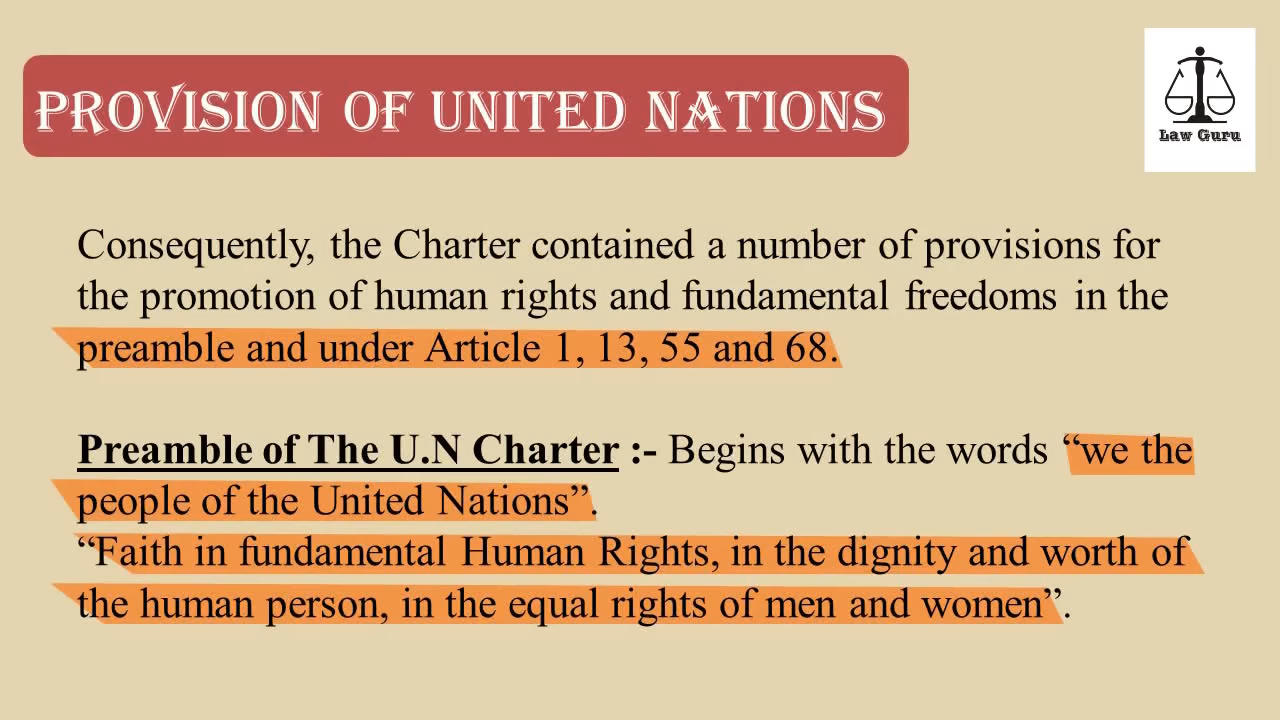 PROVISION OF UNITED NATIONS
Law Guru
Consequently, the Charter contained a number of provisions for
the promotion of human rights and fundamental freedoms in the
preamble and under Article 1, 13, 55 and 68.
Preamble of The U.N Charter :- Begins with the words “we the
people of the United Nations”.
“Faith in fundamental Human Rights, in the dignity and worth of
the human person, in the equal rights of men and women”.